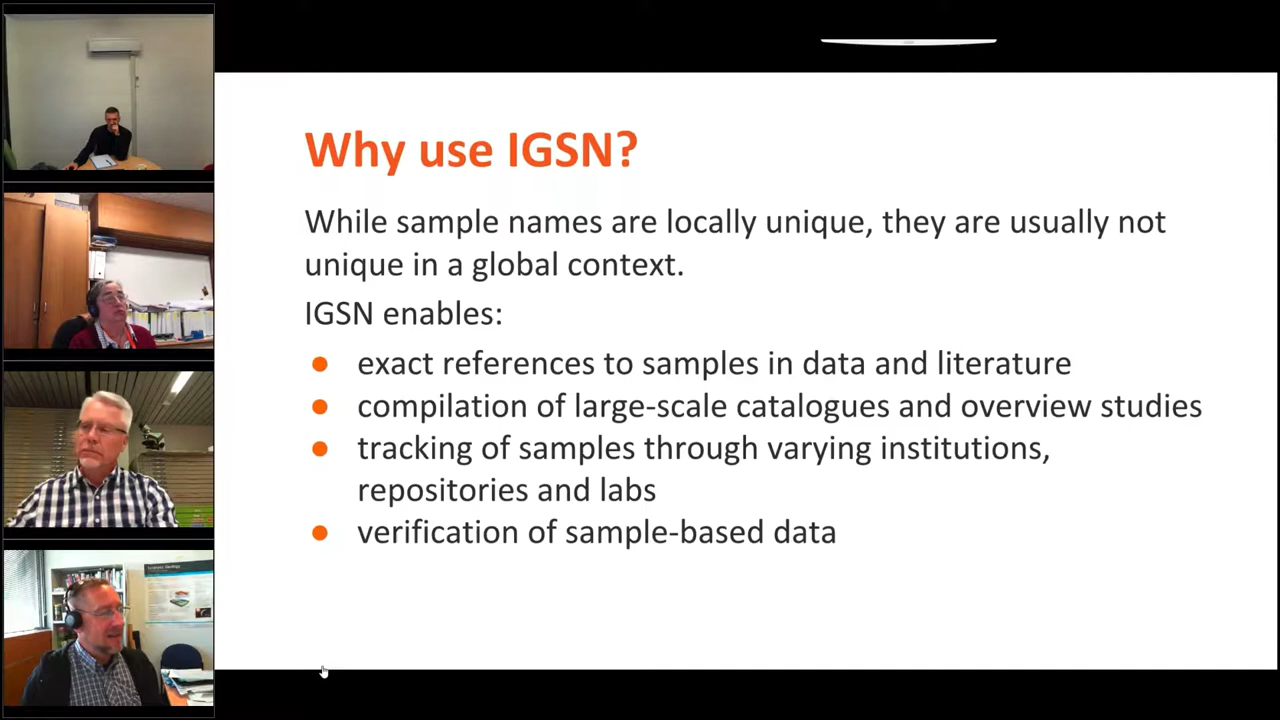 Why use IGSN?
While sample names are locally unique, they are usually not
unique in a global context.
IGSN enables:
● exact references to samples in data and literature
● compilation of large-scale catalogues and overview studies
● tracking of samples through varying institutions,
repositories and labs
● verification of sample-based data